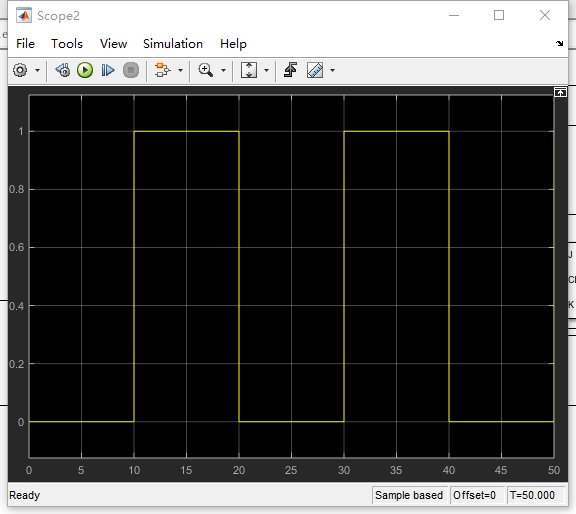 Scope2
File Tools View Simulation Help
1
0.8
0.6
0.4
0.2
0
0 5 10 15 20 25 30 35 40 45 50
J
K
Ready
Sample based Offset=0 T=50.000